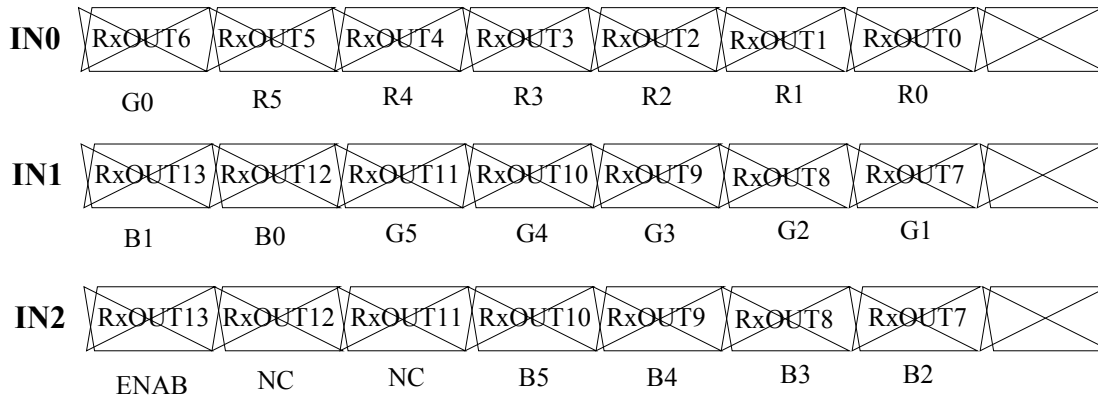 IN0 RxOUT6 RxOUT5 RxOUT4 RxOUT3 RxOUT2 RxOUT1 RxOUT0
G0 R5 R4 R3 R2 R1 R0
IN1 RxOUT13 RxOUT12 RxOUT11 RxOUT10 RxOUT9 RxOUT8 RxOUT7
B1 B0 G5 G4 G3 G2 G1
IN2 RxOUT13 RxOUT12 RxOUT11 RxOUT10 RxOUT9 RxOUT8 RxOUT7
ENAB NC NC B5 B4 B3 B2